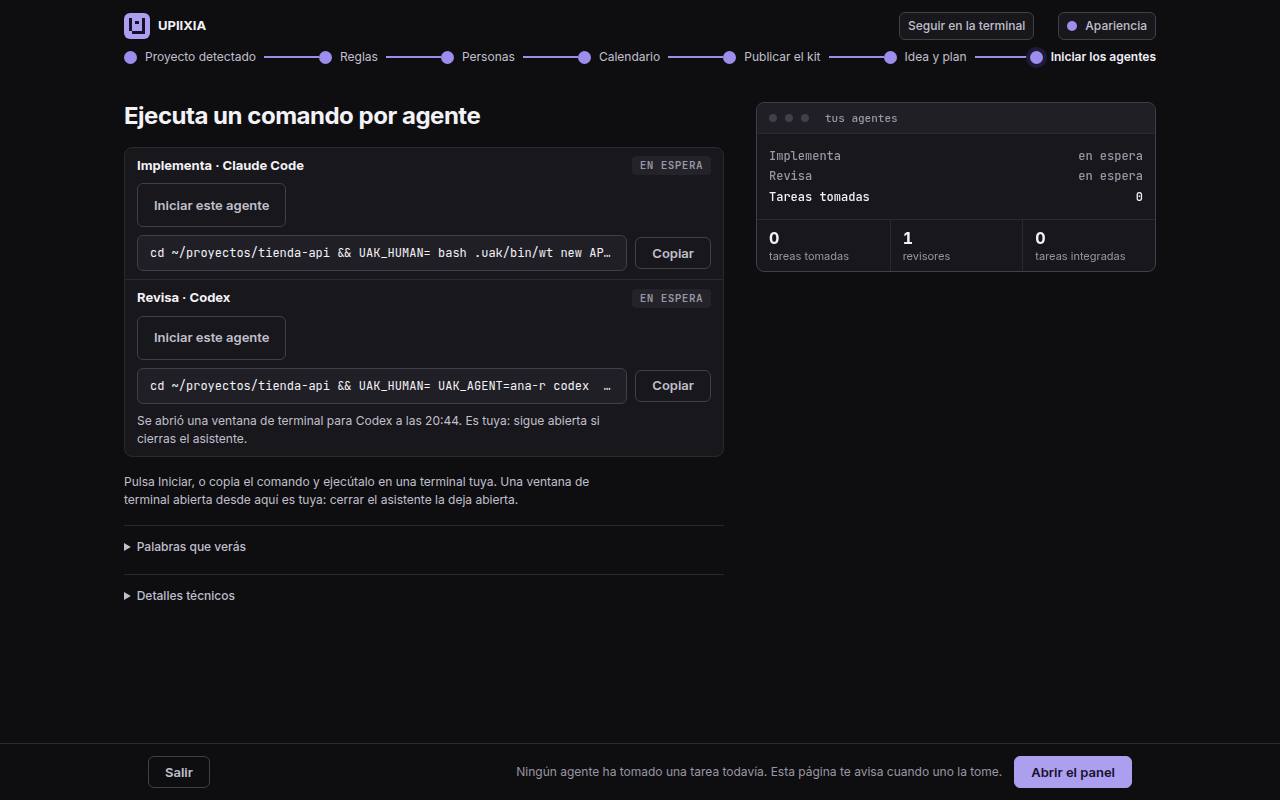 UPIIXIA
Seguir en la terminal
Apariencia
Proyecto detectado
Reglas
Personas
Calendario
Publicar el kit
Idea y plan
Iniciar los agentes
Ejecuta un comando por agente
Implementa · Claude Code
EN ESPERA
Iniciar este agente
cd ~/proyectos/tienda-api && UAK_HUMAN= bash .uak/bin/wt new AP…
Copiar
Revisa · Codex
EN ESPERA
Iniciar este agente
cd ~/proyectos/tienda-api && UAK_HUMAN= UAK_AGENT=ana-r codex …
Copiar
Se abrió una ventana de terminal para Codex a las 20:44. Es tuya: sigue abierta si
cierras el asistente.
Pulsa Iniciar, o copia el comando y ejecútalo en una terminal tuya. Una ventana de
terminal abierta desde aquí es tuya: cerrar el asistente la deja abierta.
Palabras que verás
Detalles técnicos
tus agentes
Implementa en espera
Revisa en espera
Tareas tomadas 0
0 1 0
tareas tomadas revisores tareas integradas
Salir
Ningún agente ha tomado una tarea todavía. Esta página te avisa cuando uno la tome.
Abrir el panel